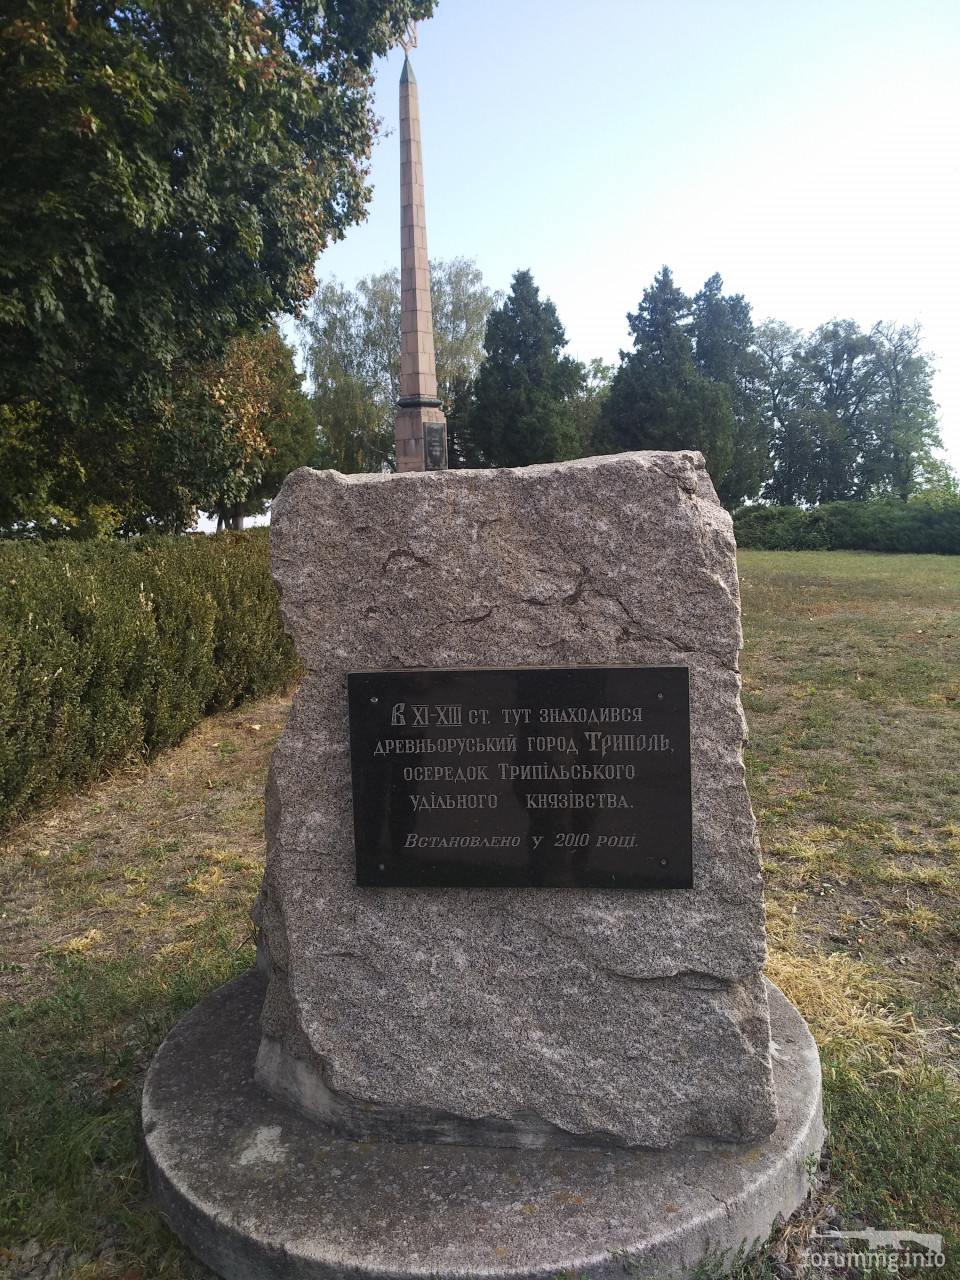 В XI-XIII ст. тут знаходився
древньоруський город Триполь,
осередок Трипільського
удільного князівства.
Встановлено у 2010 році.
forummg.info